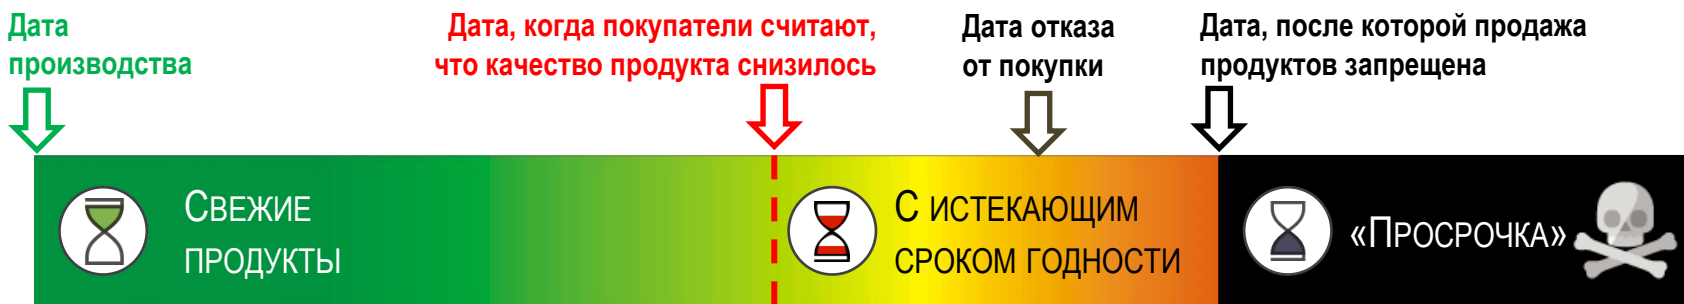 Дата
производства
Дата, когда покупатели считают,
что качество продукта снизилось
Дата отказа
от покупки
Дата, после которой продажа
продуктов запрещена
Свежие
продукты
С истекающим
сроком годности
«Просрочка»